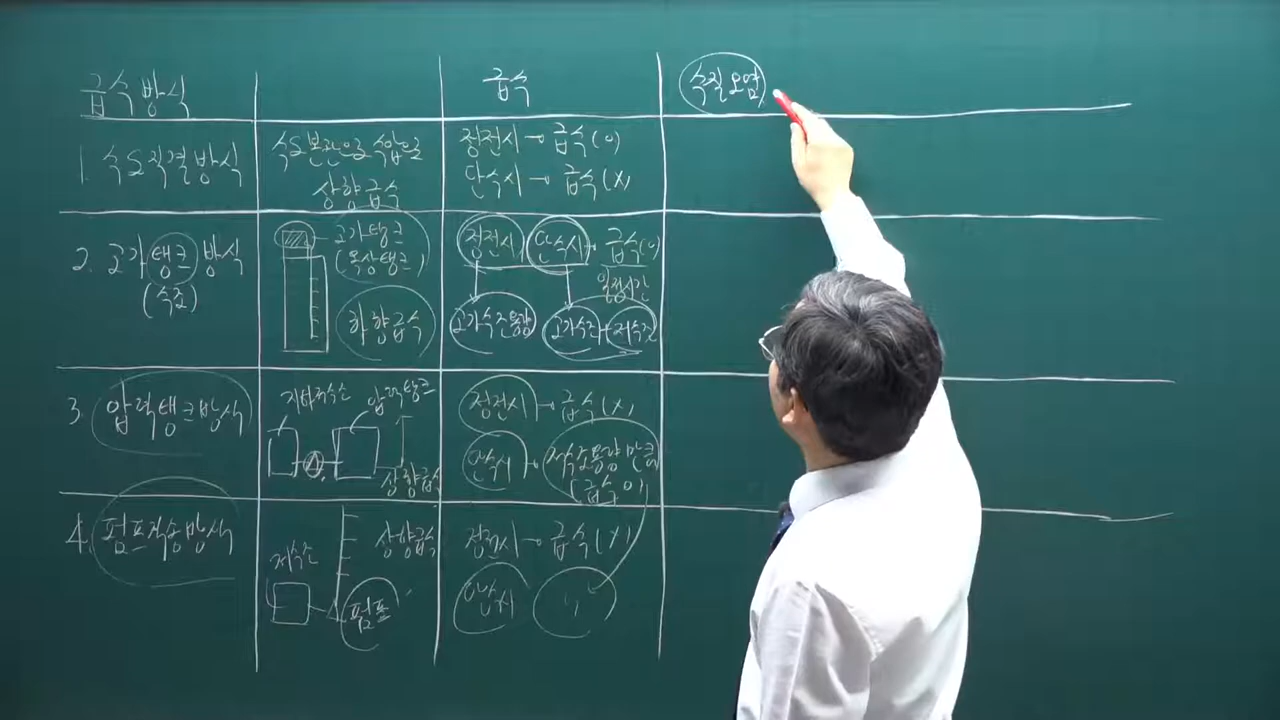 급수 방식
급수
수질오염
1. 수도직결방식
수도본관으로 수압으로
상향급수
정전시 → 급수(O)
단수시 → 급수(X)
2. 고가탱크방식
(수조)
고가탱크
(옥상탱크)
하향급수
정전시 단수시 → 급수(O)
일정시간
고가수조용량
고가수조+저수조
3. 압력탱크방식
지하저수조 압력탱크
상향급수
정전시 → 급수(X)
단수시 → 저수조용량만큼
(급수 O)
4. 펌프직송방식
저수조
상향급수
펌프
정전시 → 급수(X)
단수시
〃